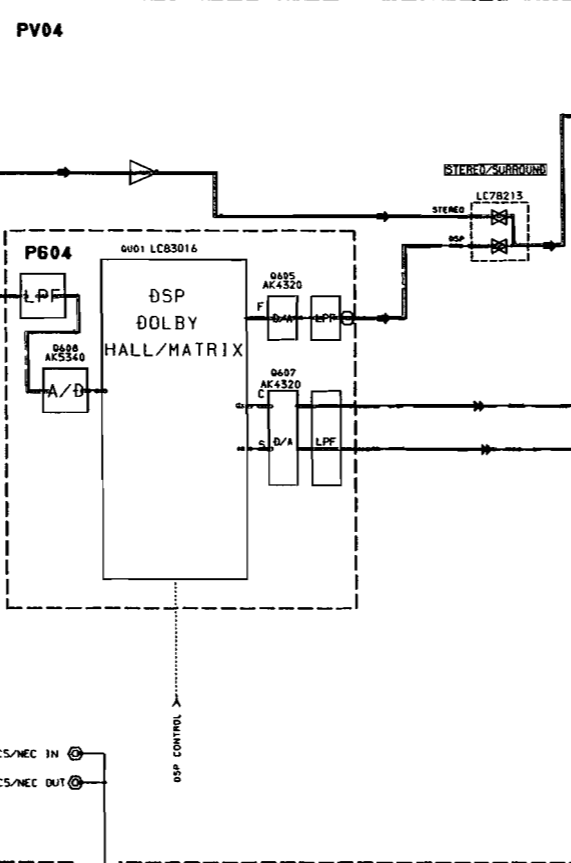 PV04
STEREO/SURROUND
LC78213
STEREO
DSP
P604
QU01 LC83016
LPF
DSP
DOLBY
HALL/MATRIX
Q605
AK4320
F
D/A
LPF
Q608
AK5340
A/D
Q607
AK4320
C
S
D/A
LPF
DSP CONTROL
CS/NEC IN
CS/NEC OUT